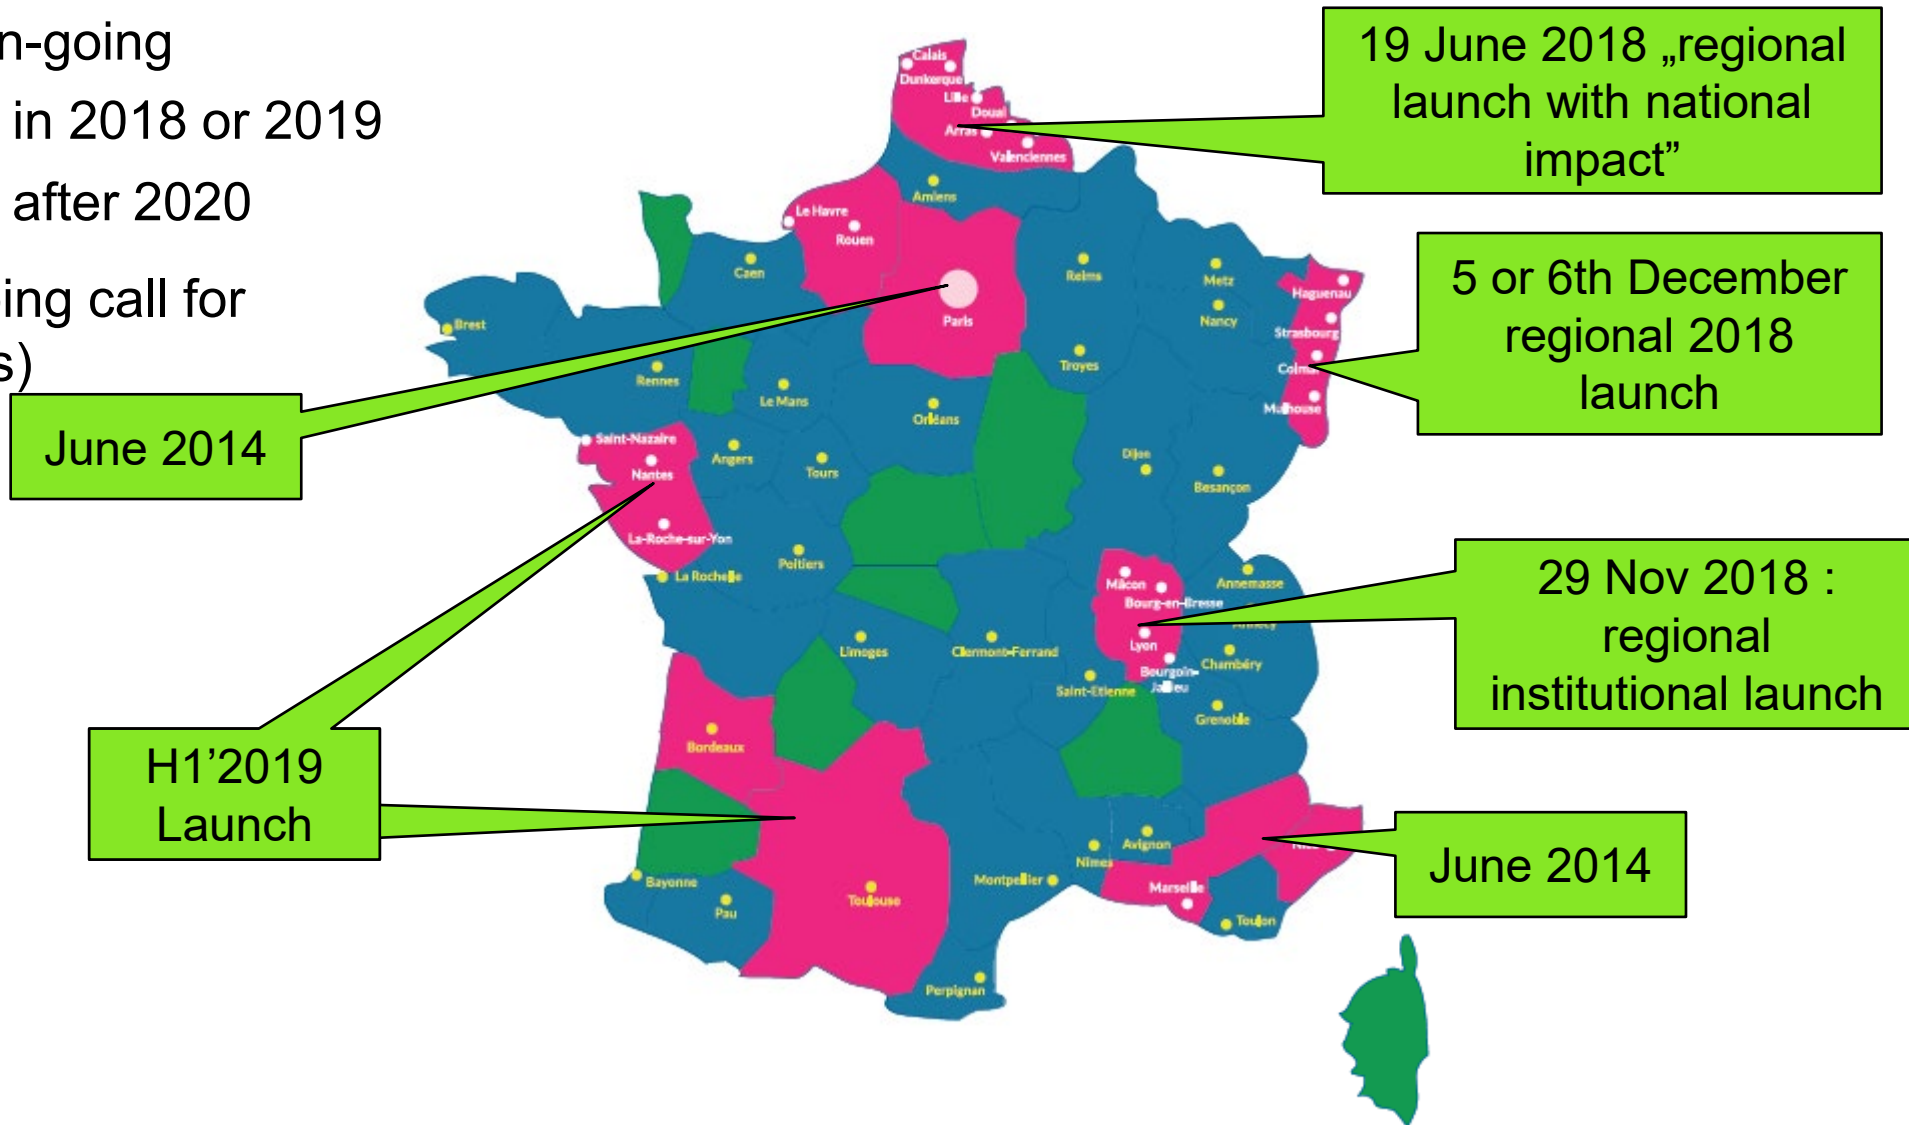 n-going
in 2018 or 2019
after 2020
ing call for
s)
19 June 2018 „regional
launch with national
impact”
5 or 6th December
regional 2018
launch
June 2014
29 Nov 2018 :
regional
institutional launch
H1’2019
Launch
June 2014
Calais
Dunkerque
Lille
Douai
Arras
Valenciennes
Amiens
Le Havre
Rouen
Caen
Reims
Metz
Haguenau
Nancy
Strasbourg
Paris
Brest
Troyes
Colmar
Rennes
Le Mans
Orléans
Mulhouse
Saint-Nazaire
Angers
Tours
Dijon
Nantes
Besançon
La-Roche-sur-Yon
Poitiers
La Rochelle
Mâcon
Annemasse
Bourg-en-Bresse
Annecy
Limoges
Clermont-Ferrand
Lyon
Chambéry
Bourgoin-
Jallieu
Saint-Etienne
Grenoble
Bordeaux
Avignon
Nîmes
Bayonne
Montpellier
Marseille
Pau
Toulouse
Toulon
Perpignan